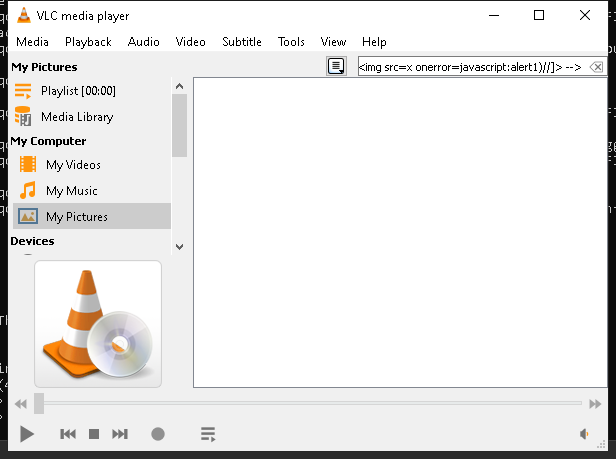 VLC media player
Media Playback Audio Video Subtitle Tools View Help
My Pictures
<img src=x onerror=javascript:alert1)//]> -->
Playlist [00:00]
Media Library
My Computer
My Videos
My Music
My Pictures
Devices